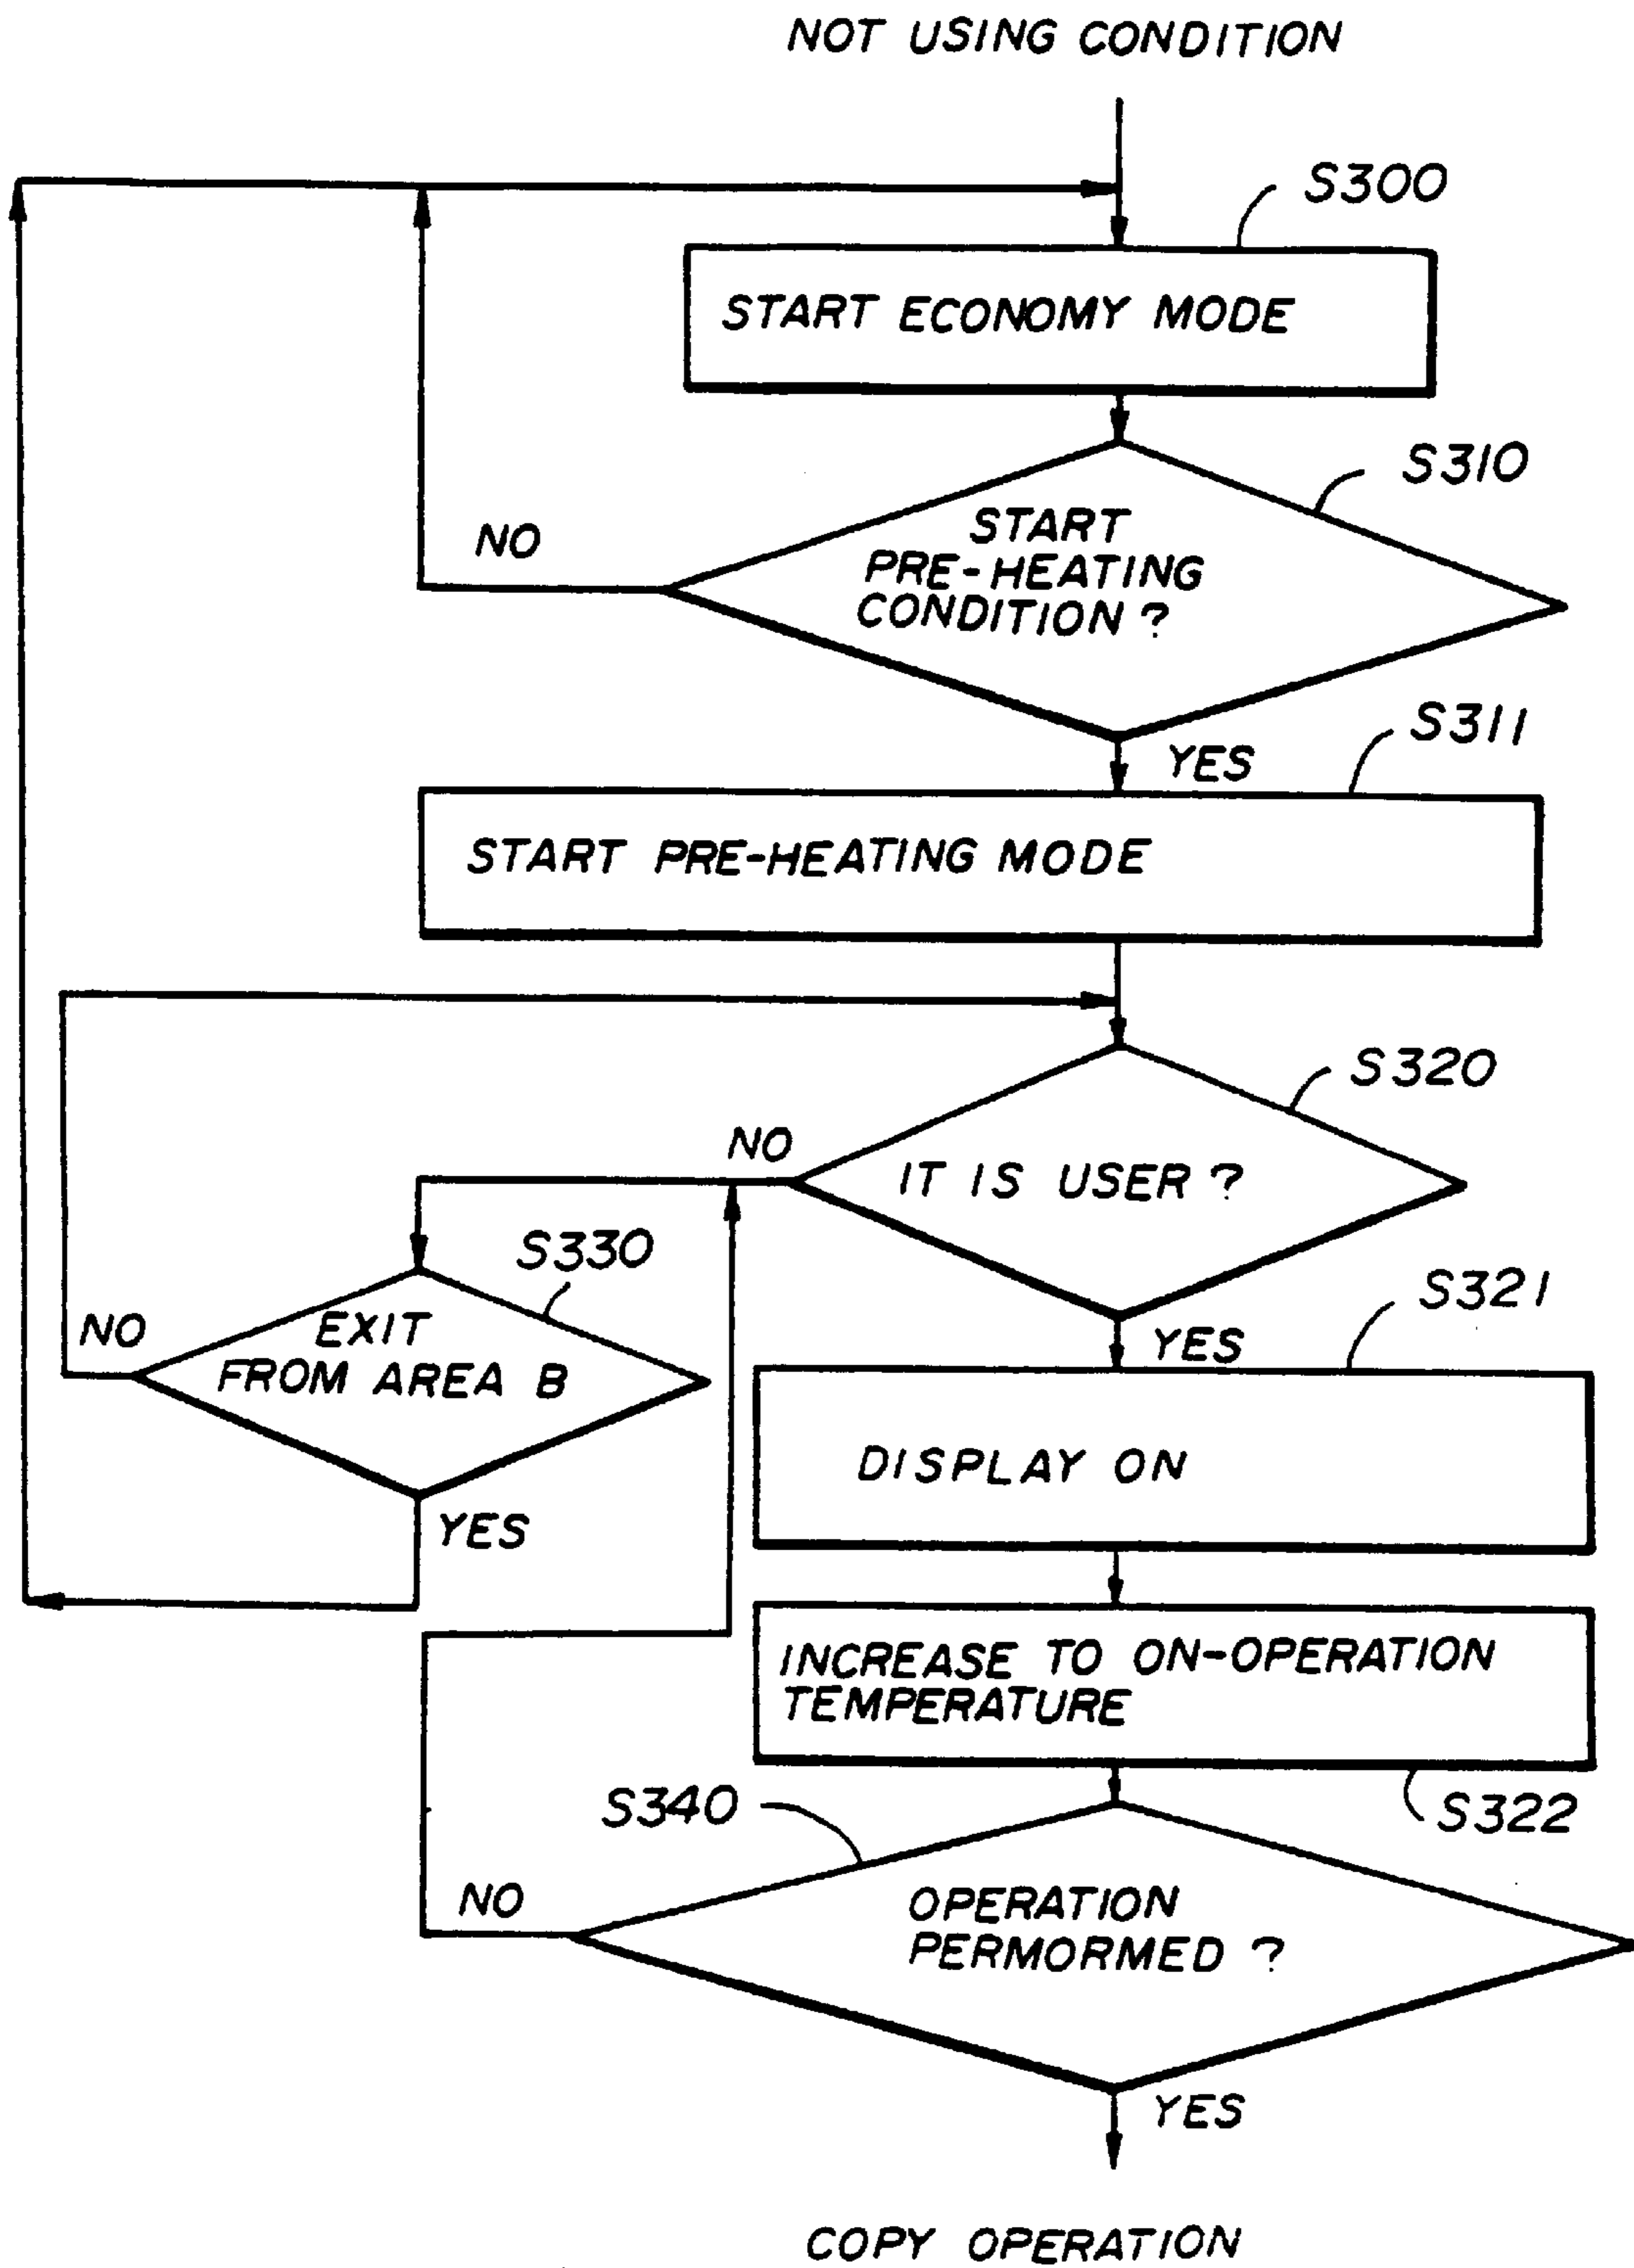 NOT USING CONDITION
S300
START ECONOMY MODE
S310
START
PRE-HEATING
CONDITION ?
NO
S311
YES
START PRE-HEATING MODE
S320
NO
IT IS USER ?
S330
S321
NO
EXIT
FROM AREA B
YES
DISPLAY ON
YES
INCREASE TO ON-OPERATION
TEMPERATURE
S340
S322
NO
OPERATION
PERMORMED ?
YES
COPY OPERATION